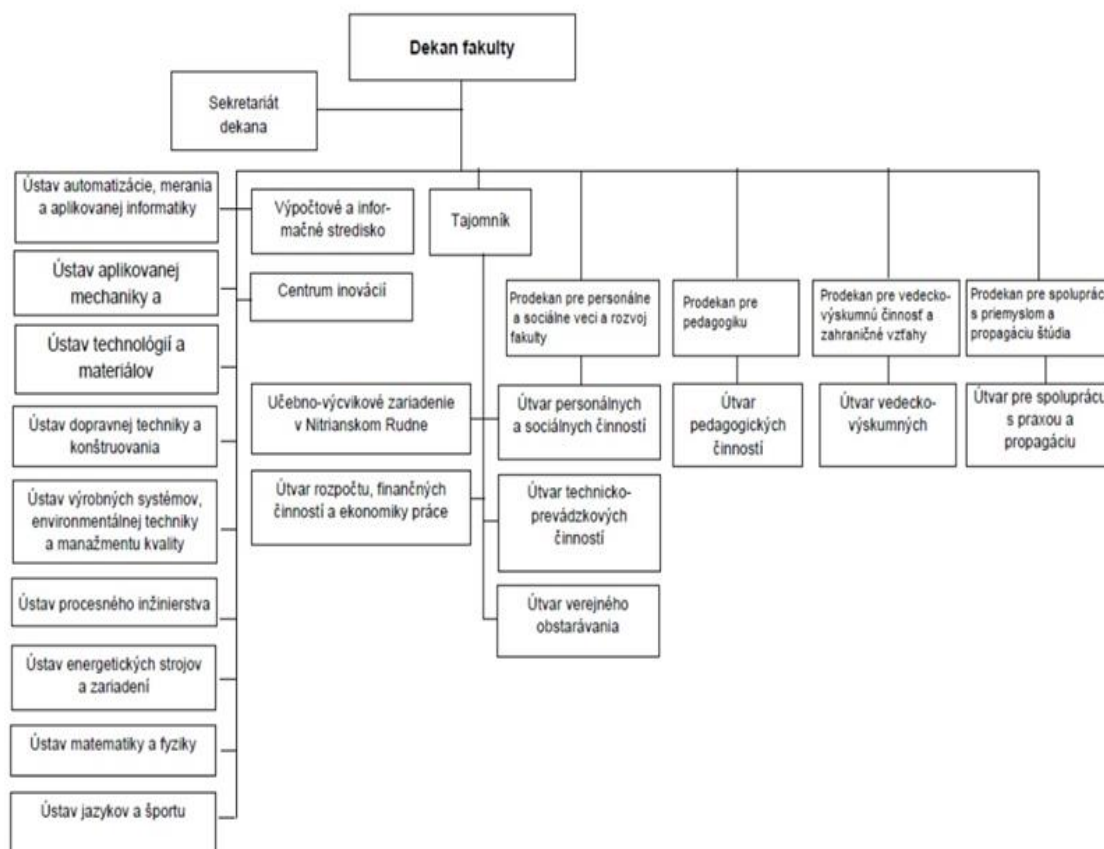 Dekan fakulty
Sekretariát
dekana
Ústav automatizácie, merania
a aplikovanej informatiky
Výpočtové a infor-
mačné stredisko
Tajomník
Ústav aplikovanej
mechaniky a
Centrum inovácií
Prodekan pre personálne
a sociálne veci a rozvoj
fakulty
Prodekan pre
pedagogiku
Prodekan pre vedecko-
výskumnú činnosť a
zahraničné vzťahy
Prodekan pre spoluprác
s priemyslom a
propagáciu štúdia
Ústav technológií a
materiálov
Učebno-výcvikové zariadenie
v Nitrianskom Rudne
Útvar personálnych
a sociálnych činností
Útvar
pedagogických
činností
Útvar vedecko-
výskumných
Útvar pre spoluprácu
s praxou a
propagáciu
Ústav dopravnej techniky a
konštruovania
Útvar rozpočtu, finančných
činností a ekonomiky práce
Útvar technicko-
prevádzkových
činností
Ústav výrobných systémov,
environmentálnej techniky
a manažmentu kvality
Ústav procesného inžinierstva
Útvar verejného
obstarávania
Ústav energetických strojov
a zariadení
Ústav matematiky a fyziky
Ústav jazykov a športu